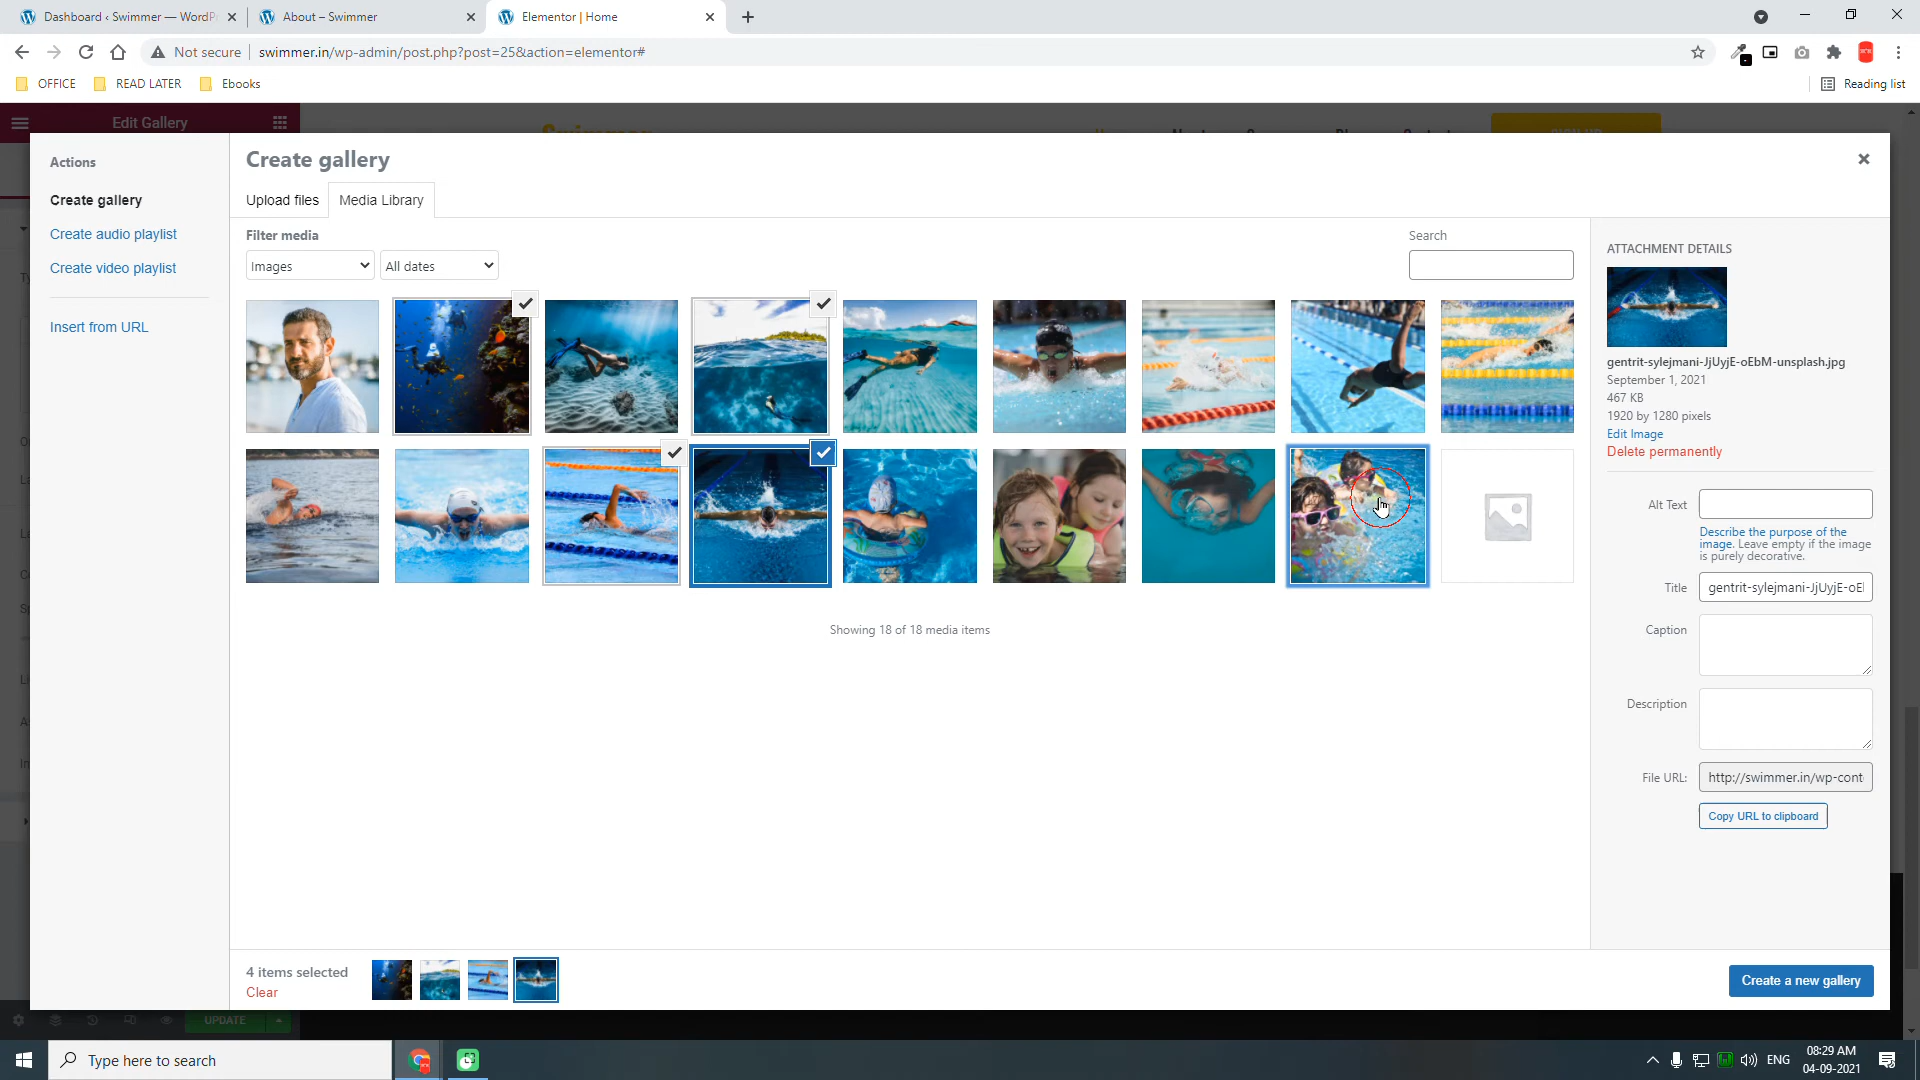 Dashboard ‹ Swimmer — WordP
About – Swimmer
Elementor | Home
Not secure
swimmer.in/wp-admin/post.php?post=25&action=elementor#
OFFICE
READ LATER
Ebooks
Reading list
Edit Gallery
Actions
Create gallery
Create audio playlist
Create video playlist
Insert from URL
Create gallery
Upload files
Media Library
Filter media
Images
All dates
Search
Showing 18 of 18 media items
ATTACHMENT DETAILS
gentrit-sylejmani-JjUyjE-oEbM-unsplash.jpg
September 1, 2021
467 KB
1920 by 1280 pixels
Edit Image
Delete permanently
Alt Text
Describe the purpose of the
image. Leave empty if the image
is purely decorative.
Title
gentrit-sylejmani-JjUyjE-oE
Caption
Description
File URL:
http://swimmer.in/wp-cont
Copy URL to clipboard
4 items selected
Clear
Create a new gallery
UPDATE
Type here to search
ENG
08:29 AM
04-09-2021